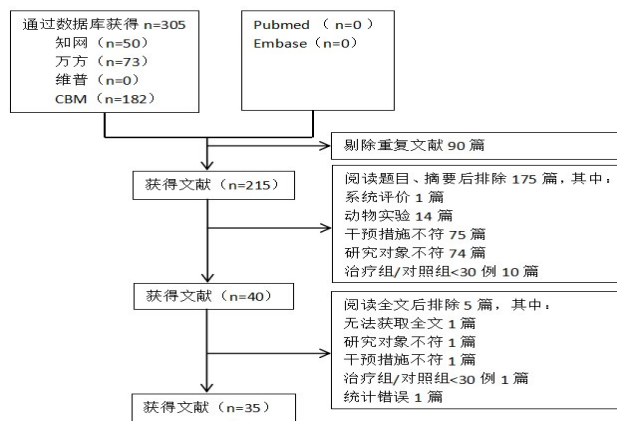 通过数据库获得 n=305
知网（n=50）
万方（n=73）
维普（n=0）
CBM（n=182）
Pubmed（ n=0 ）
Embase（n=0）
剔除重复文献 90 篇
获得文献（n=215）
阅读题目、摘要后排除 175 篇，其中：
系统评价 1 篇
动物实验 14 篇
干预措施不符 75 篇
研究对象不符 74 篇
治疗组/对照组<30 例 10 篇
获得文献（n=40）
阅读全文后排除 5 篇，其中：
无法获取全文 1 篇
研究对象不符 1 篇
干预措施不符 1 篇
治疗组/对照组<30 例 1 篇
统计错误 1 篇
获得文献（n=35）